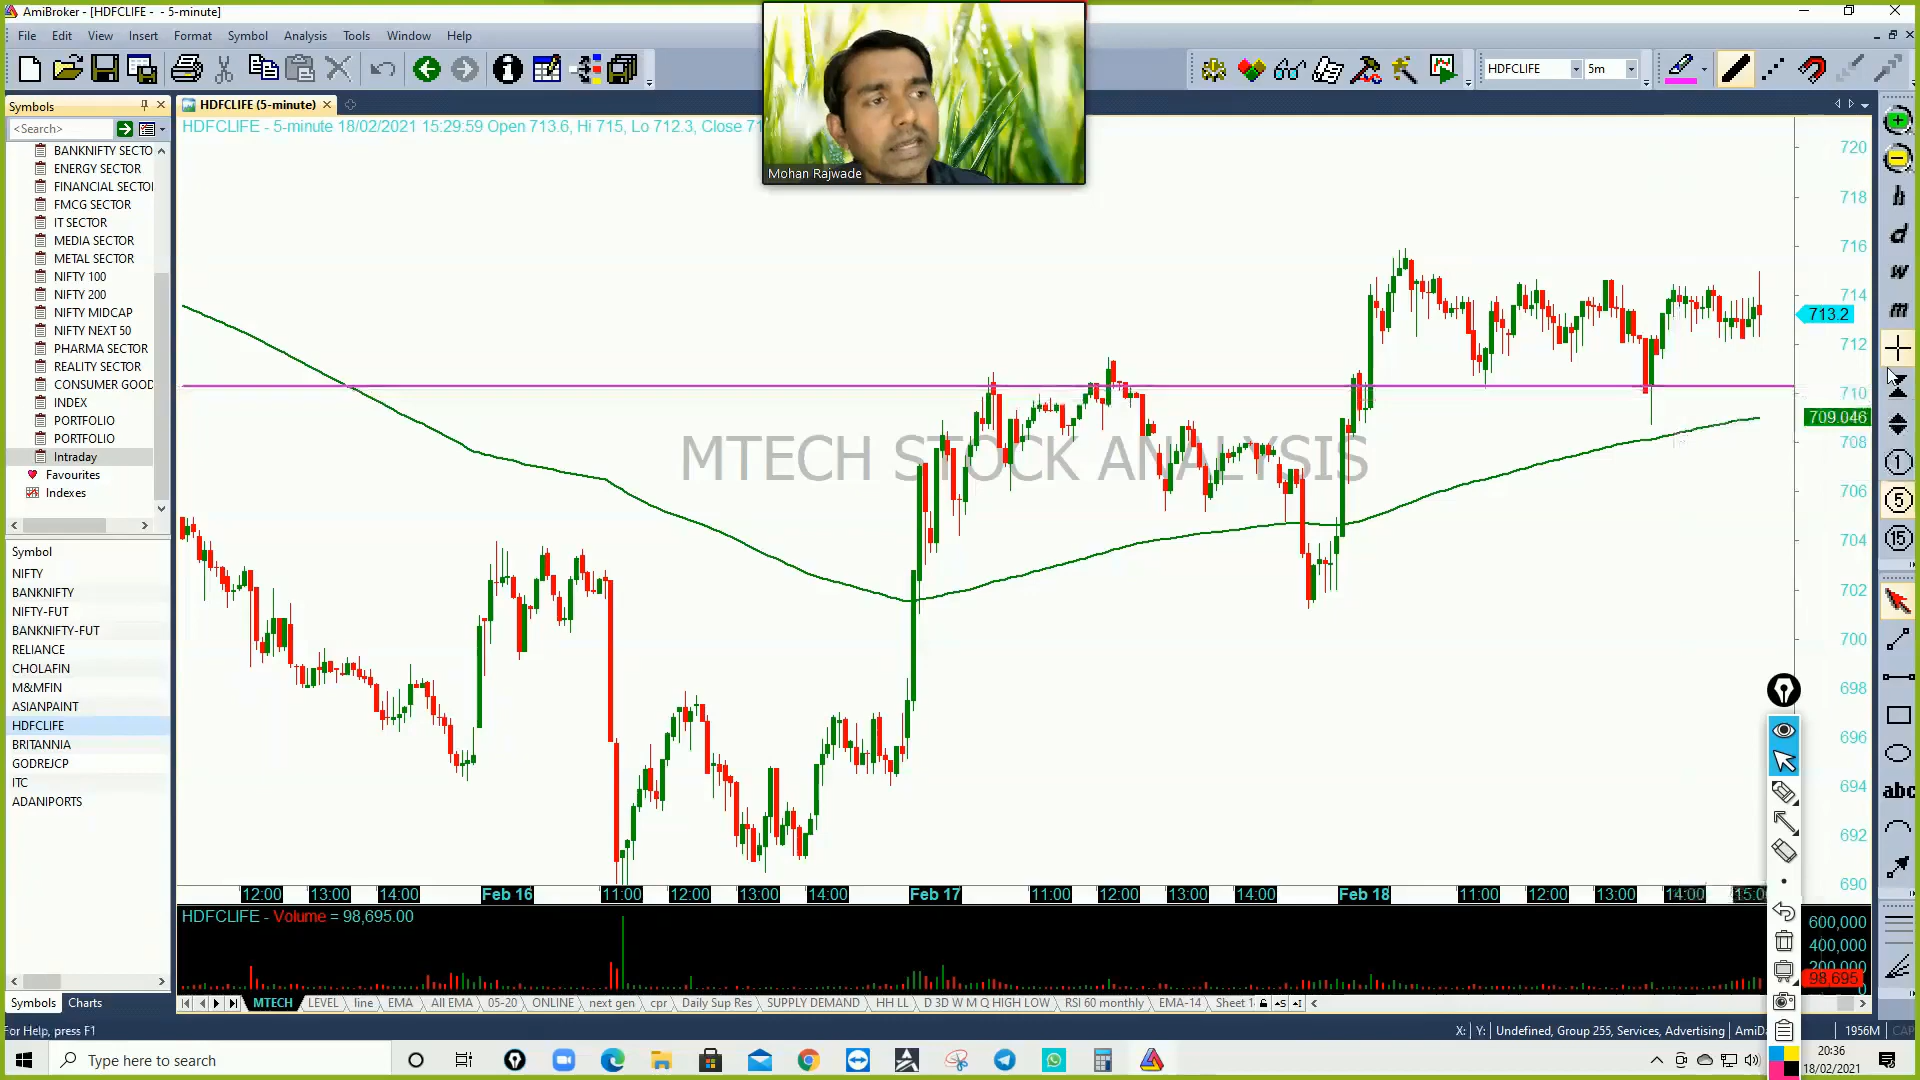 AmiBroker - [HDFCLIFE - - 5-minute]
File Edit View Insert Format Symbol Analysis Tools Window Help
HDFCLIFE 5m
Symbols
HDFCLIFE (5-minute)
<Search>
HDFCLIFE - 5-minute 18/02/2021 15:29:59 Open 713.6, Hi 715, Lo 712.3, Close 71
Mohan Rajwade
BANKNIFTY SECTO
ENERGY SECTOR
FINANCIAL SECTOI
FMCG SECTOR
IT SECTOR
MEDIA SECTOR
METAL SECTOR
NIFTY 100
NIFTY 200
NIFTY MIDCAP
NIFTY NEXT 50
PHARMA SECTOR
REALITY SECTOR
CONSUMER GOOD
INDEX
PORTFOLIO
PORTFOLIO
Intraday
Favourites
Indexes
Symbol
NIFTY
BANKNIFTY
NIFTY-FUT
BANKNIFTY-FUT
RELIANCE
CHOLAFIN
M&MFIN
ASIANPAINT
HDFCLIFE
BRITANNIA
GODREJCP
ITC
ADANIPORTS
Symbols Charts
MTECH STOCK ANALYSIS
720
718
716
714
713.2
712
710
709.046
708
706
704
702
700
698
696
694
692
690
h
d
w
m
1
5
15
abc
12:00 13:00 14:00 Feb 16 11:00 12:00 13:00 14:00 Feb 17 11:00 12:00 13:00 14:00 Feb 18 11:00 12:00 13:00 14:00 15:0
HDFCLIFE - Volume = 98,695.00
600,000
400,000
200,000
98,695
MTECH LEVEL line EMA All EMA 05-20 ONLINE next gen cpr Daily Sup Res SUPPLY DEMAND HH LL D 3D W M Q HIGH LOW RSI 60 monthly EMA-14 Sheet 1
For Help, press F1
X: Y: Undefined, Group 255, Services, Advertising AmiDa 1956M CAP
Type here to search
20:36
18/02/2021